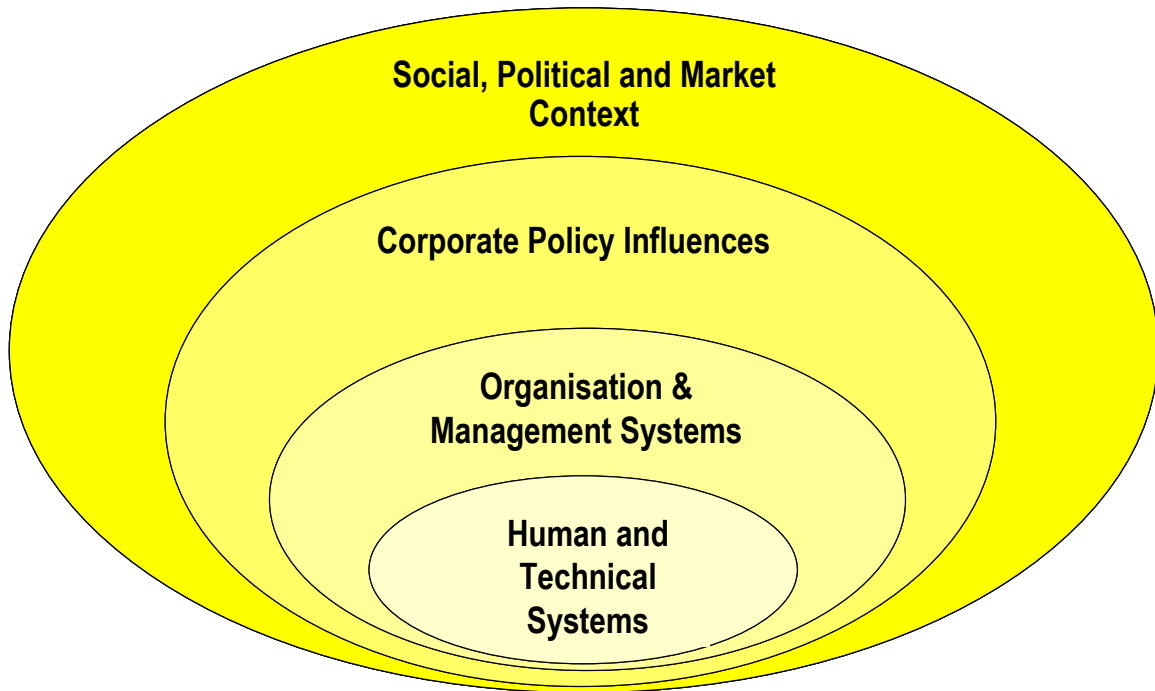 Social, Political and Market
Context
Corporate Policy Influences
Organisation &
Management Systems
Human and
Technical
Systems